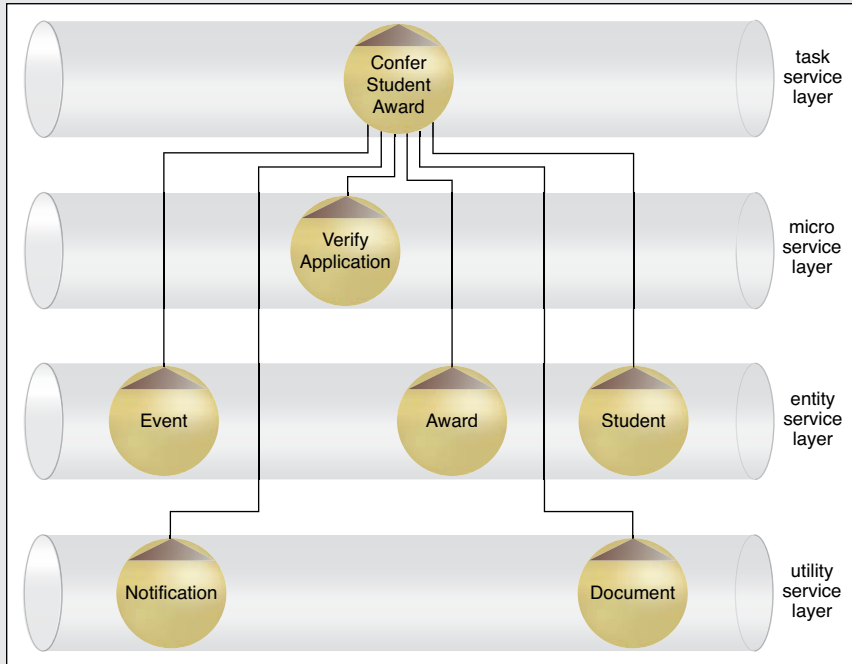 Confer
Student
Award
task
service
layer
Verify
Application
micro
service
layer
Event
Award
Student
entity
service
layer
Notification
Document
utility
service
layer